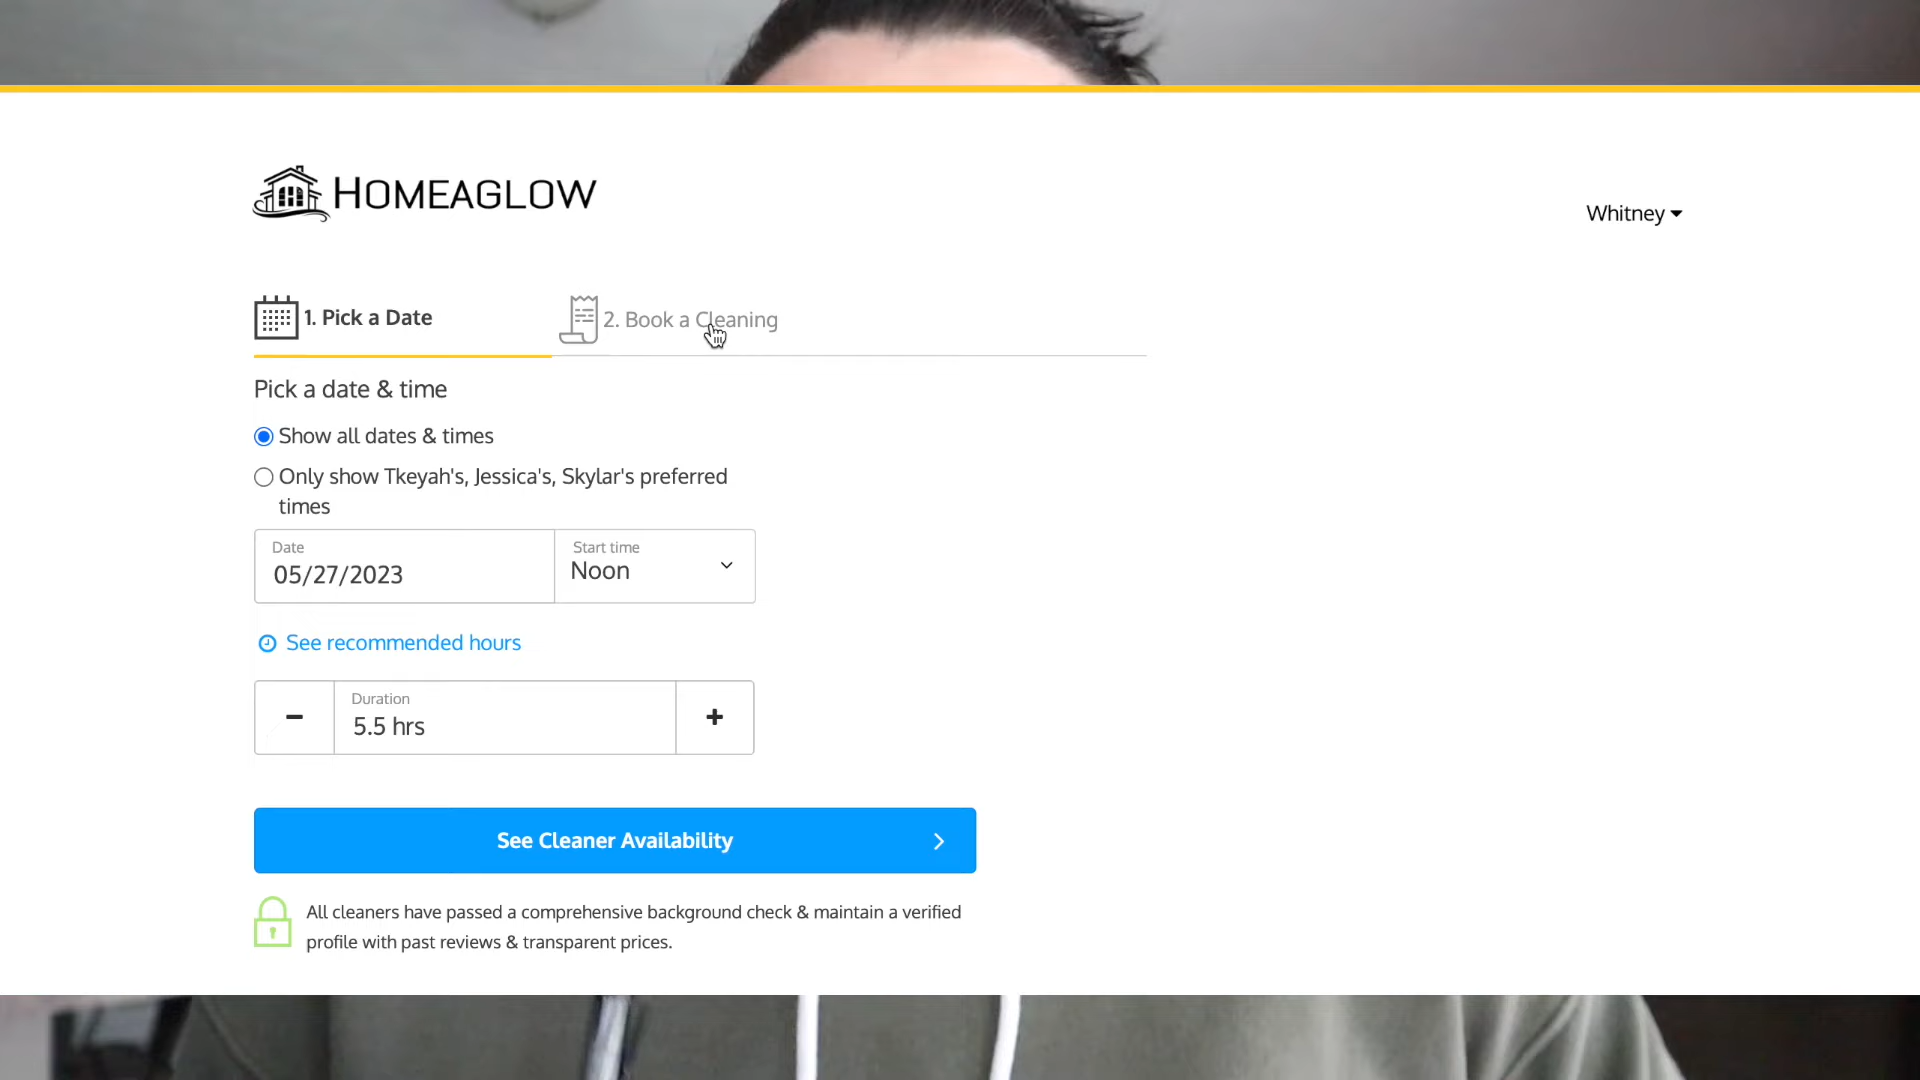 HOMEAGLOW
Whitney
1. Pick a Date
2. Book a Cleaning
Pick a date & time
Show all dates & times
Only show Tkeyah's, Jessica's, Skylar's preferred
times
Date
05/27/2023
Start time
Noon
See recommended hours
Duration
5.5 hrs
See Cleaner Availability
All cleaners have passed a comprehensive background check & maintain a verified
profile with past reviews & transparent prices.